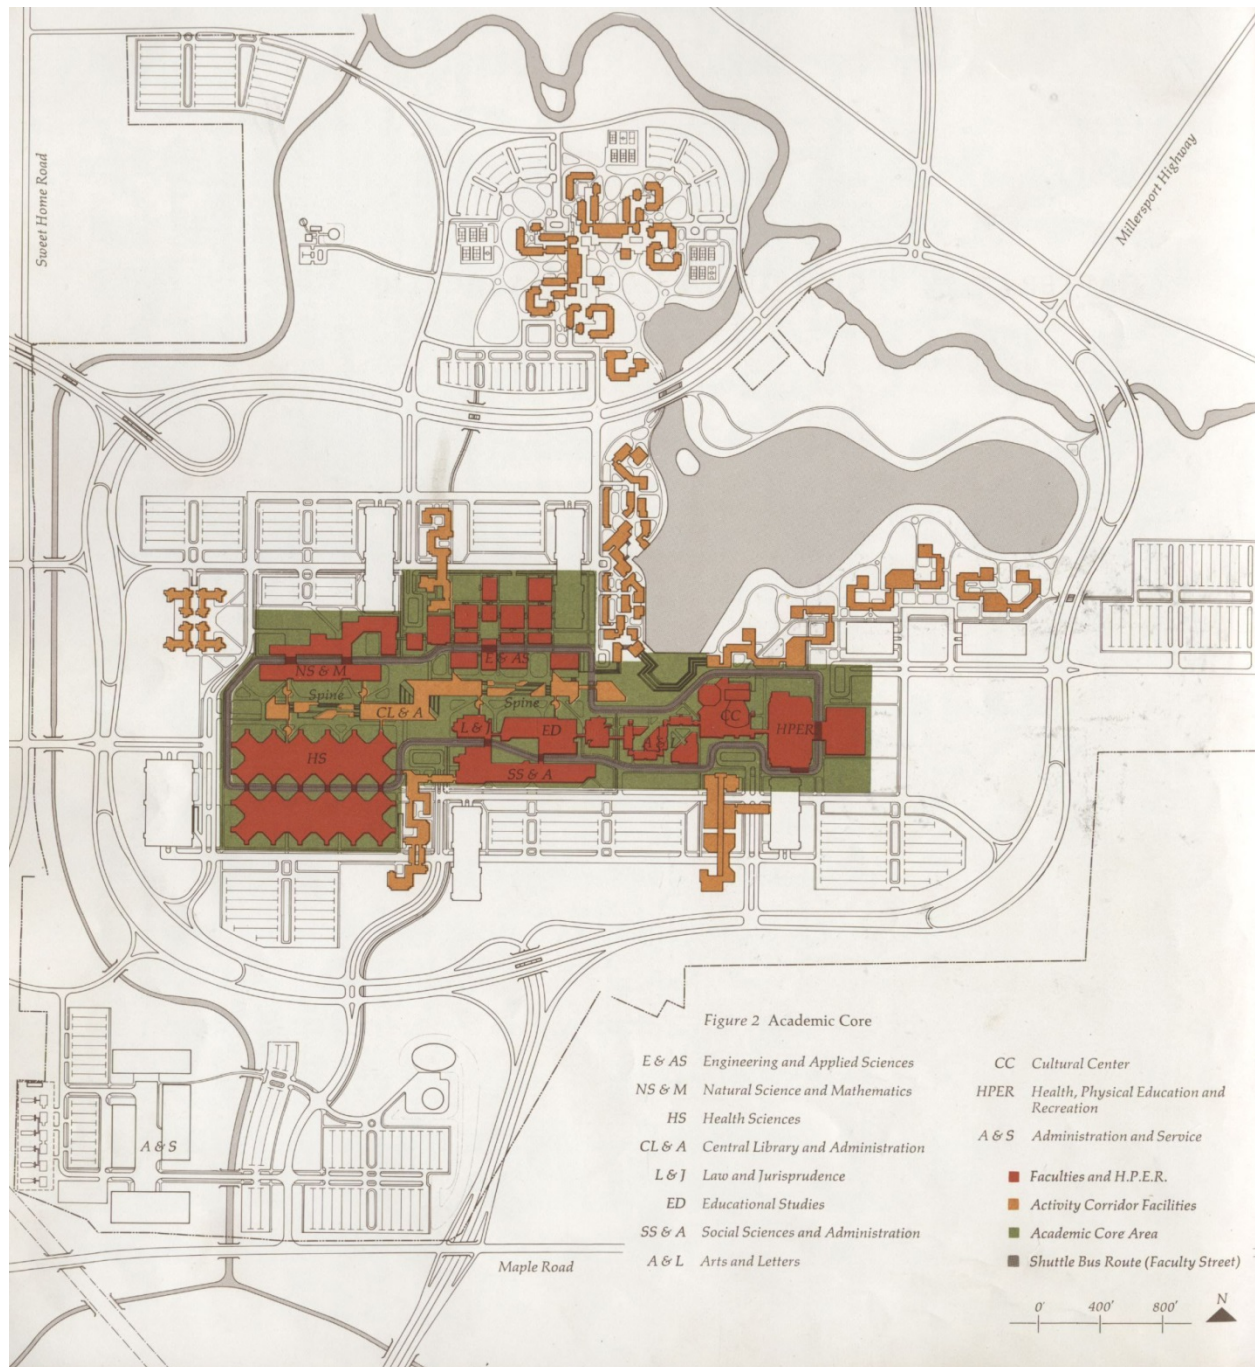 Sweet Home Road
Millersport Highway
NS & M
E & AS
Spine
CL & A
Spine
L & J
ED
A & L
CC
HPER
HS
SS & A
A & S
Maple Road
Figure 2 Academic Core
E & AS Engineering and Applied Sciences
NS & M Natural Science and Mathematics
HS Health Sciences
CL & A Central Library and Administration
L & J Law and Jurisprudence
ED Educational Studies
SS & A Social Sciences and Administration
A & L Arts and Letters
CC Cultural Center
HPER Health, Physical Education and
Recreation
A & S Administration and Service
Faculties and H.P.E.R.
Activity Corridor Facilities
Academic Core Area
Shuttle Bus Route (Faculty Street)
0' 400' 800'
N